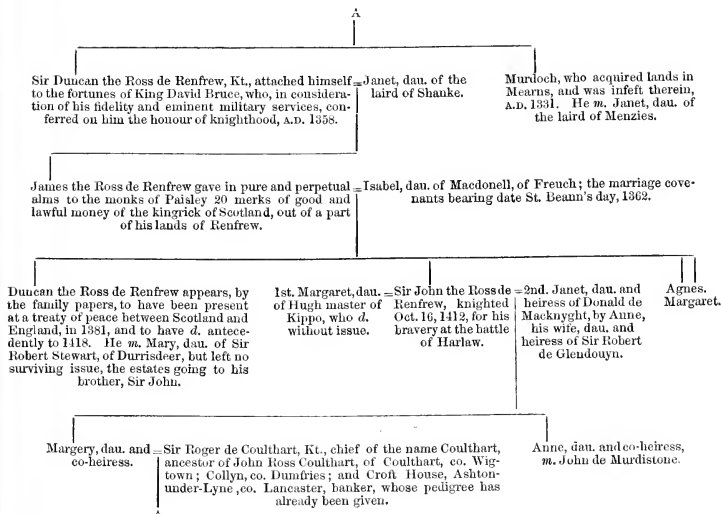 A
Sir Duncan the Ross de Renfrew, Kt., attached himself
to the fortunes of King David Bruce, who, in considera-
tion of his fidelity and eminent military services, con-
ferred on him the honour of knighthood, A.D. 1358.
=Janet, dau. of the
laird of Shanke.
Murdoch, who acquired lands in
Mearns, and was infeft therein,
A.D. 1331. He m. Janet, dau. of
the laird of Menzies.
James the Ross de Renfrew gave in pure and perpetual
alms to the monks of Paisley 20 merks of good and
lawful money of the kingrick of Scotland, out of a part
of his lands of Renfrew.
=Isabel, dau. of Macdonell, of Freuch; the marriage cove-
nants bearing date St. Beann's day, 1362.
Duncan the Ross de Renfrew appears, by
the family papers, to have been present
at a treaty of peace between Scotland and
England, in 1381, and to have d. antece-
dently to 1418. He m. Mary, dau. of Sir
Robert Stewart, of Durrisdeer, but left no
surviving issue, the estates going to his
brother, Sir John.
1st. Margaret, dau.
of Hugh master of
Kippo, who d.
without issue.
=Sir John the Ross de
Renfrew, knighted
Oct. 16, 1412, for his
bravery at the battle
of Harlaw.
=2nd. Janet, dau. and
heiress of Donald de
Macknyght, by Anne,
his wife, dau. and
heiress of Sir Robert
de Glendouyn.
Agnes.
Margaret.
Margery, dau. and
co-heiress.
=Sir Roger de Coulthart, Kt., chief of the name Coulthart,
ancestor of John Ross Coulthart, of Coulthart, co. Wig-
town; Collyn, co. Dumfries; and Croft House, Ashton-
under-Lyne, co. Lancaster, banker, whose pedigree has
already been given.
Anne, dau. and co-heiress,
m. John de Murdistone.